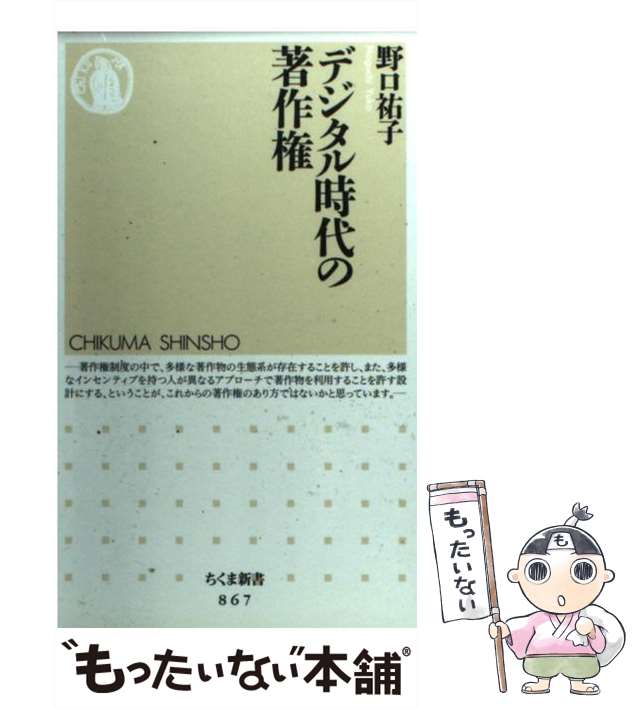 野口祐子
Noguchi Yuko
デジタル時代の
著作権
CHIKUMA SHINSHO
―著作権制度の中で、多様な著作物の生態系が存在することを許し、また、多様
なインセンティブを持つ人が異なるアプローチで著作物を利用することを許す設
計にする、ということが、これからの著作権のあり方ではないかと思っています。―
ちくま新書
867
“もったいない”本舗®
も
もったいない